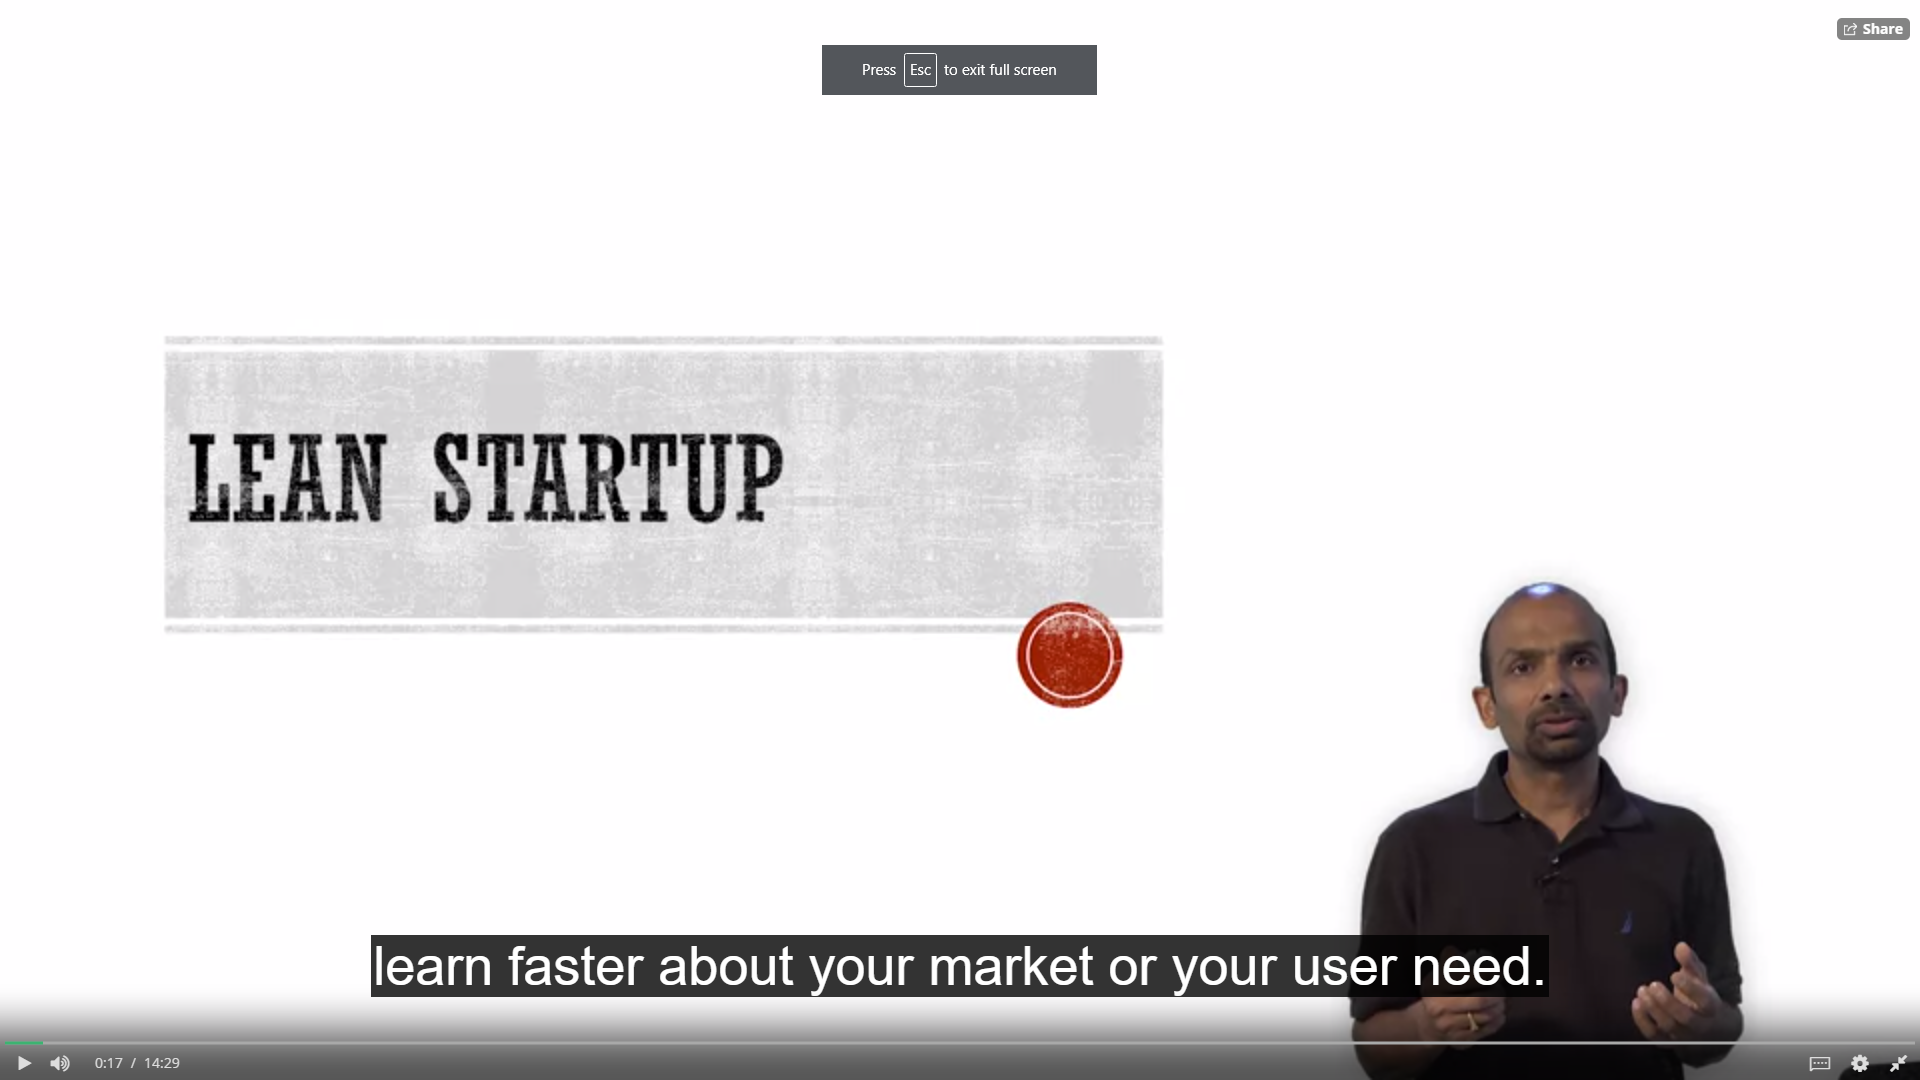 Share
Press Esc to exit full screen
LEAN STARTUP
learn faster about your market or your user need.
0:17 / 14:29